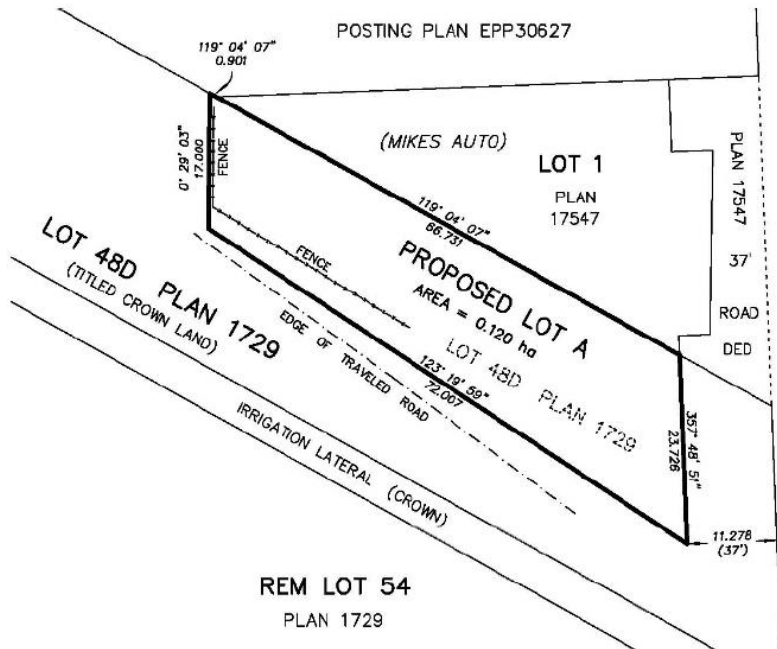 POSTING PLAN EPP30627
119° 04' 07"
0.901
(MIKES AUTO)
LOT 1
PLAN
17547
PLAN 17547
37'
ROAD
DED
0° 29' 03"
17.000
FENCE
119° 04' 07"
66.731
FENCE
PROPOSED LOT A
AREA = 0.120 ha
LOT 48D PLAN 1729
LOT 48D PLAN 1729
(TITLED CROWN LAND)
EDGE OF TRAVELED ROAD
123° 19' 59"
72.007
357° 48' 51"
23.726
IRRIGATION LATERAL (CROWN)
11.278
(37')
REM LOT 54
PLAN 1729